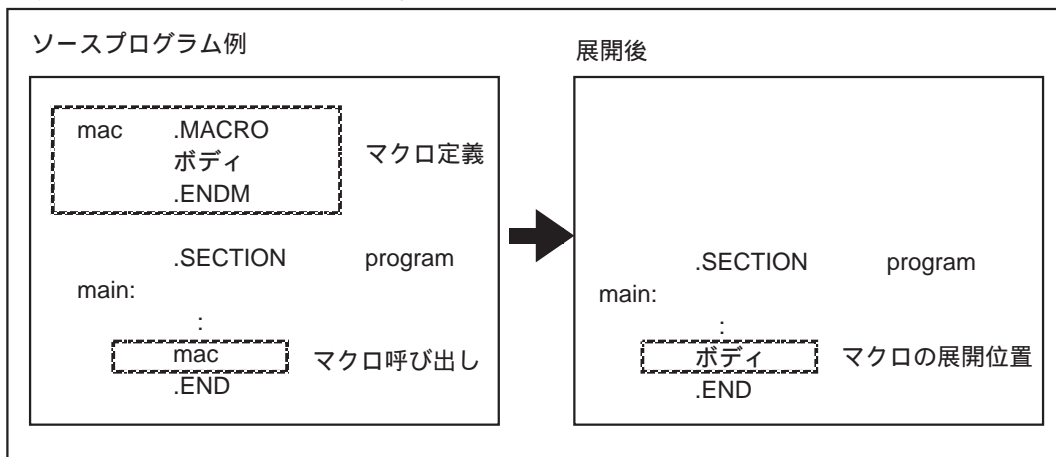 ソースプログラム例
mac .MACRO
ボディ
.ENDM
マクロ定義
.SECTION program
main:
:
mac マクロ呼び出し
.END
展開後
.SECTION program
main:
:
ボディ マクロの展開位置
.END